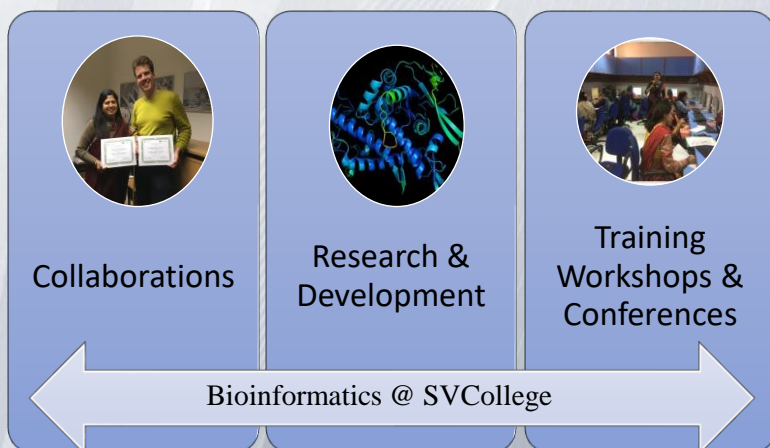 Collaborations
Research &
Development
Training
Workshops &
Conferences
Bioinformatics @ SVCollege